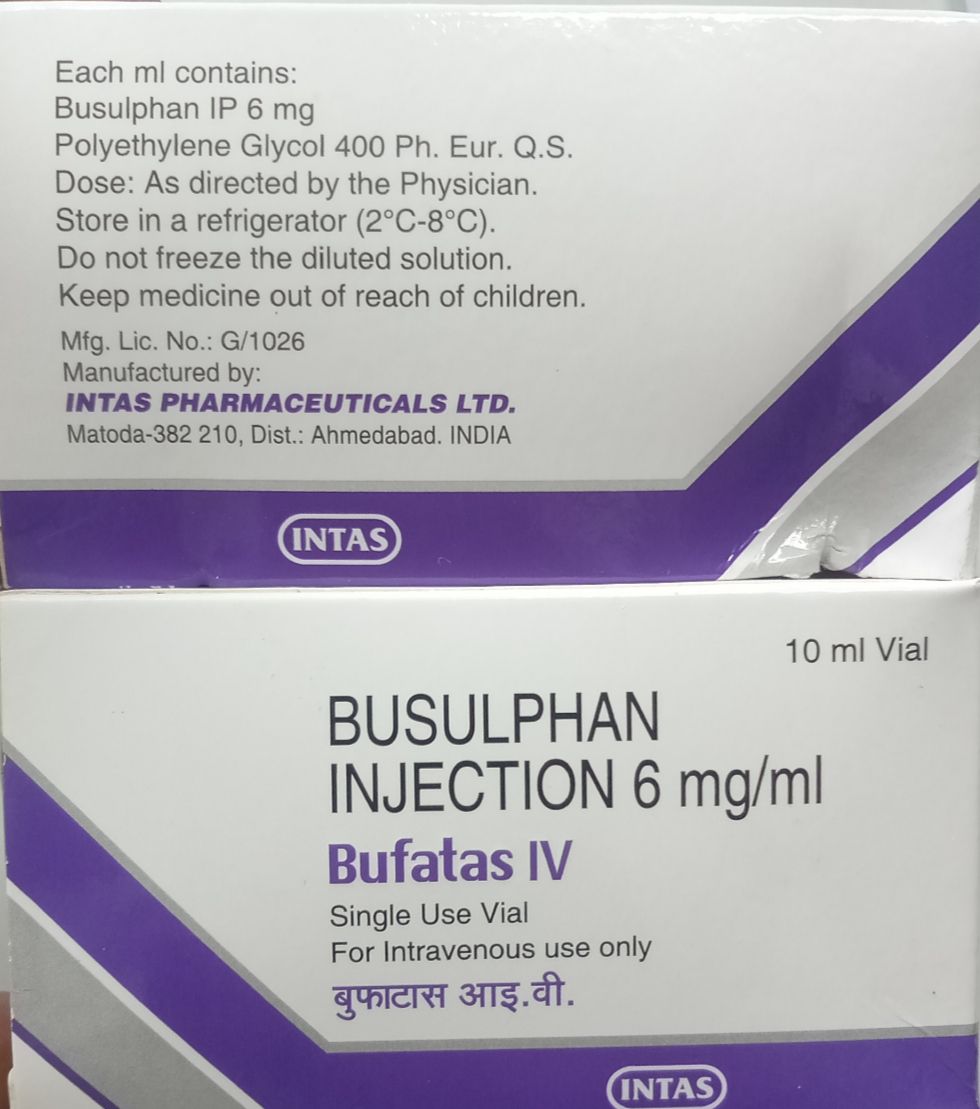 Each ml contains:
Busulphan IP 6 mg
Polyethylene Glycol 400 Ph. Eur. Q.S.
Dose: As directed by the Physician.
Store in a refrigerator (2°C-8°C).
Do not freeze the diluted solution.
Keep medicine out of reach of children.
Mfg. Lic. No.: G/1026
Manufactured by:
INTAS PHARMACEUTICALS LTD.
Matoda-382 210, Dist.: Ahmedabad. INDIA
INTAS
10 ml Vial
BUSULPHAN
INJECTION 6 mg/ml
Bufatas IV
Single Use Vial
For Intravenous use only
बुफाटास आइ.वी.
INTAS